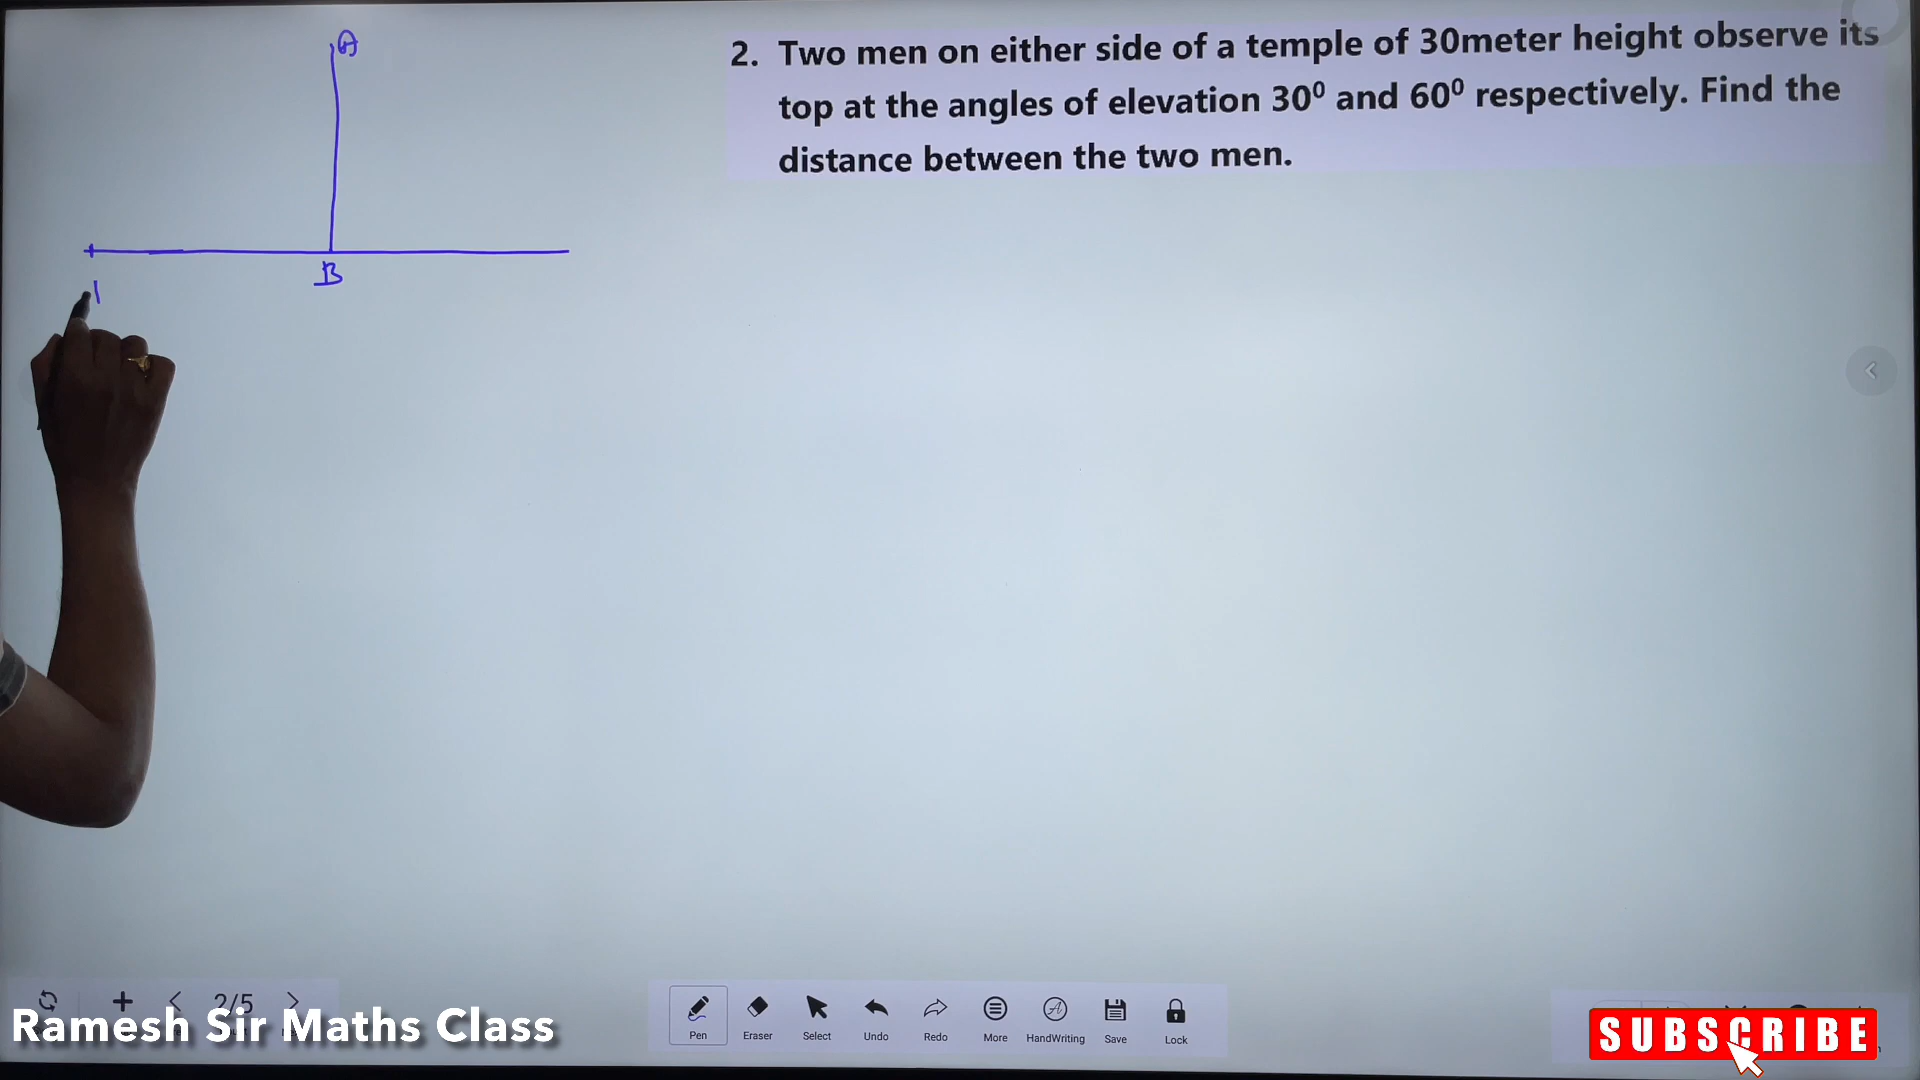 A
2. Two men on either side of a temple of 30meter height observe its
top at the angles of elevation 30⁰ and 60⁰ respectively. Find the
distance between the two men.
B
2/5
Pen
Eraser
Select
Undo
Redo
More
HandWriting
Save
Lock
Ramesh Sir Maths Class
SUBSCRIBE